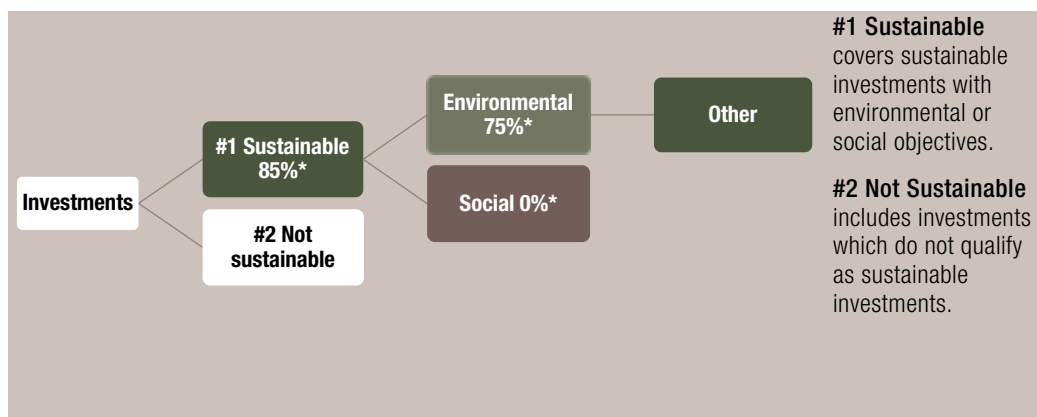 Investments
#1 Sustainable
85%*
#2 Not
sustainable
Environmental
75%*
Social 0%*
Other
#1 Sustainable
covers sustainable
investments with
environmental or
social objectives.
#2 Not Sustainable
includes investments
which do not qualify
as sustainable
investments.